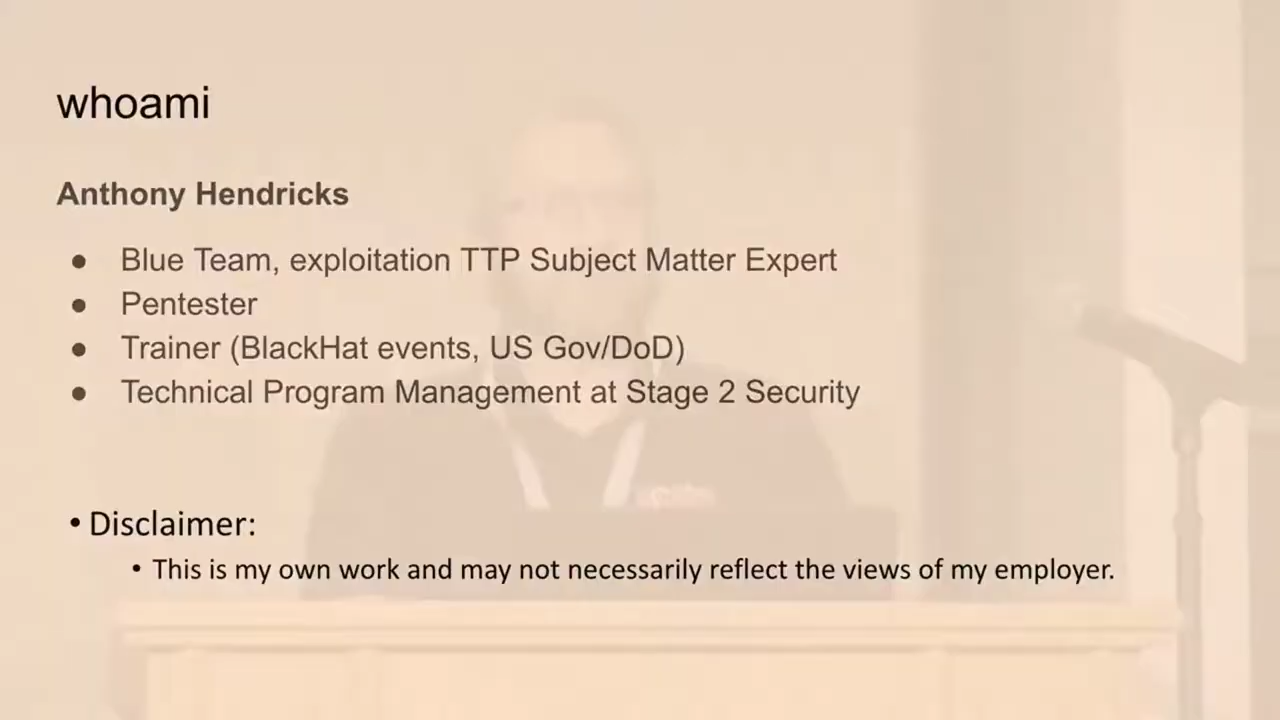 whoami
Anthony Hendricks
● Blue Team, exploitation TTP Subject Matter Expert
● Pentester
● Trainer (BlackHat events, US Gov/DoD)
● Technical Program Management at Stage 2 Security
• Disclaimer:
• This is my own work and may not necessarily reflect the views of my employer.